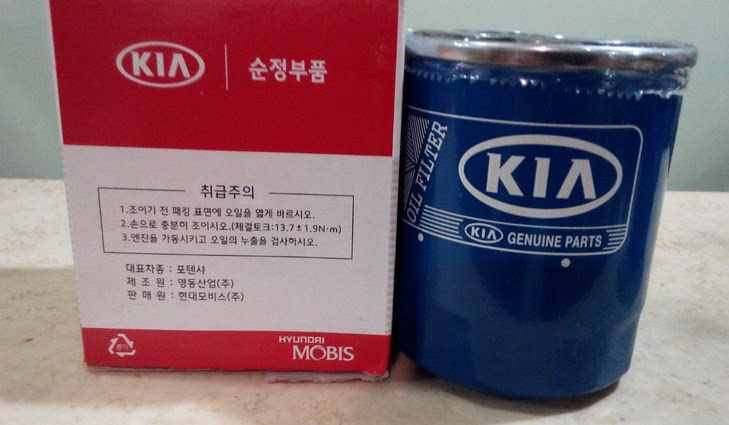 KIA
순정부품
취급주의
1.조이기 전 패킹 표면에 오일을 엷게 바르시오.
2.손으로 충분히 조이시오.(체결토크:13.7±1.9N·m)
3.엔진을 가동시키고 오일의 누출을 검사하시오.
대표차종 : 포텐샤
제 조 원 : 영동산업(주)
판 매 원 : 현대모비스(주)
종이
HYUNDAI
MOBIS
OIL FILTER
KIA
KIA GENUINE PARTS